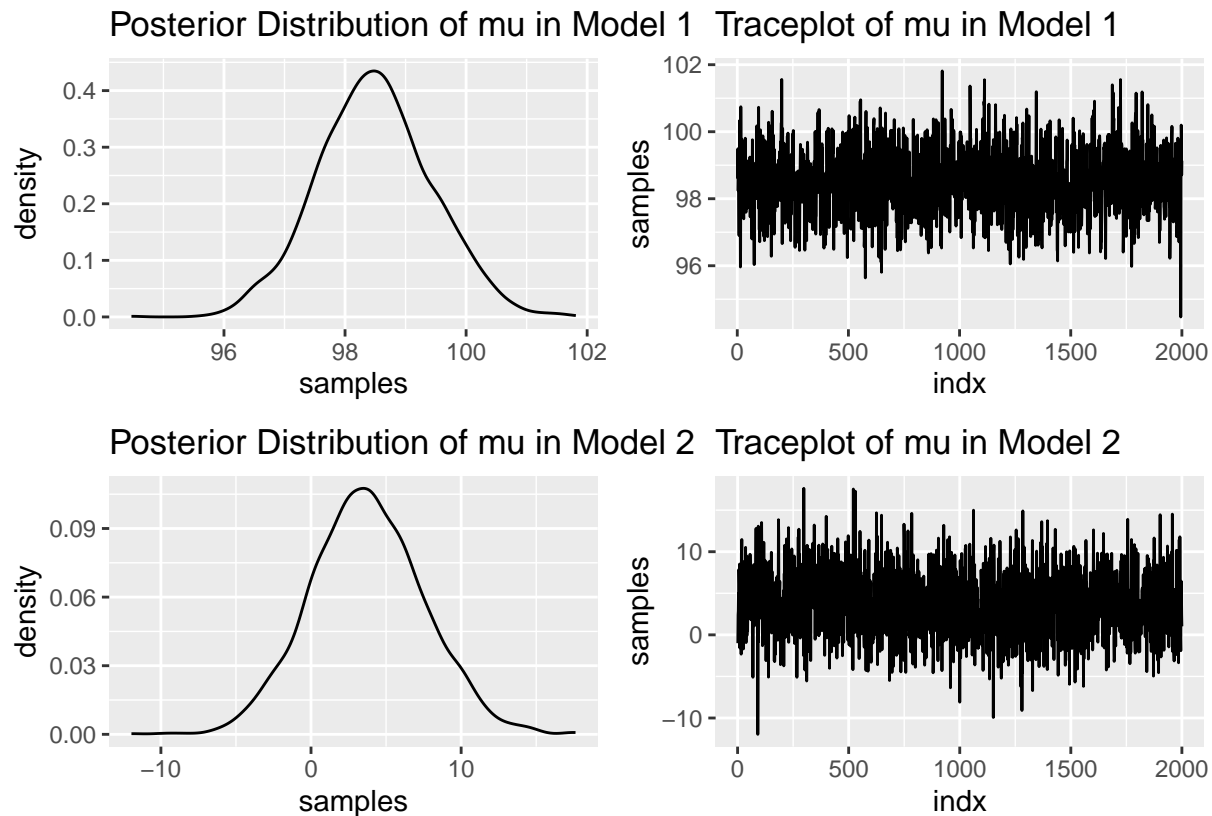 Posterior Distribution of mu in Model 1
0.4
0.3
0.2
0.1
0.0
density
96 98 100 102
samples
Traceplot of mu in Model 1
102
100
98
96
samples
0 500 1000 1500 2000
indx
Posterior Distribution of mu in Model 2
0.09
0.06
0.03
0.00
density
−10 0 10
samples
Traceplot of mu in Model 2
10
0
−10
samples
0 500 1000 1500 2000
indx